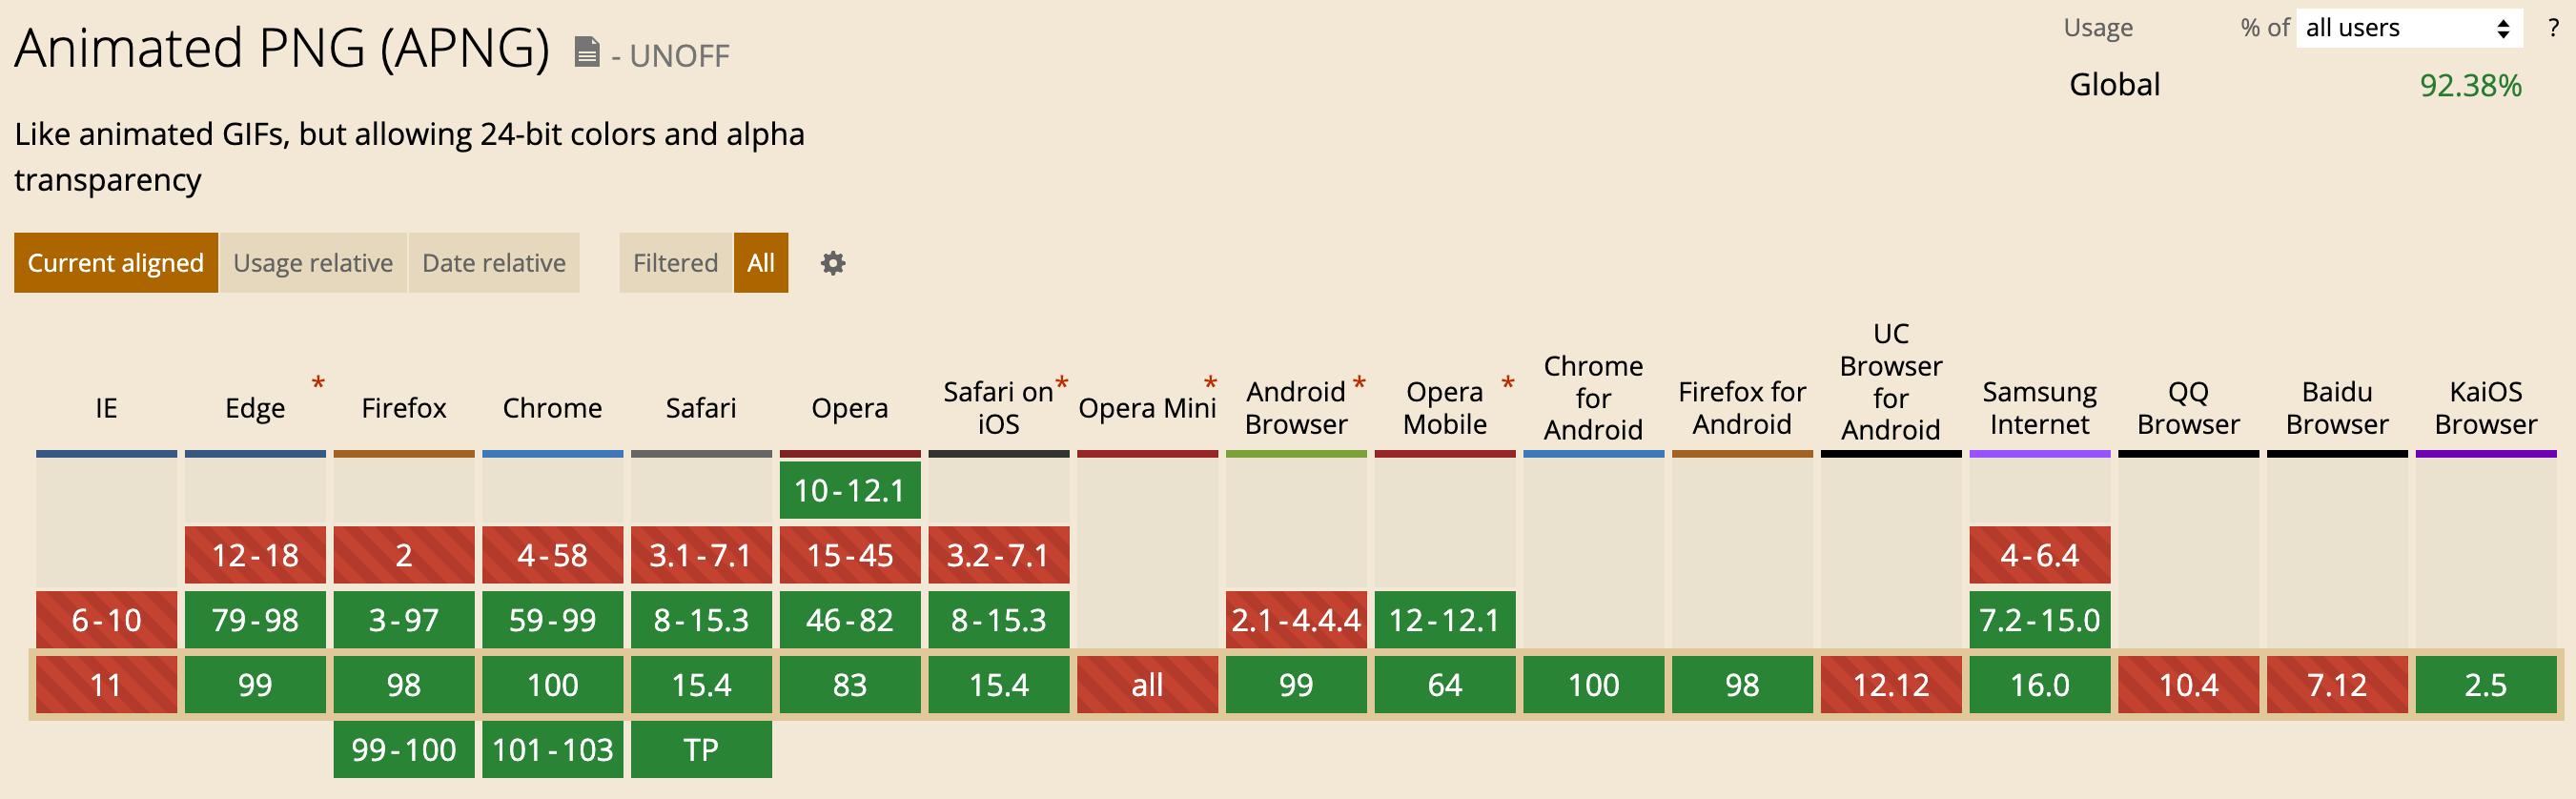 Animated PNG (APNG) - UNOFF
Usage % of all users ?
Global 92.38%
Like animated GIFs, but allowing 24-bit colors and alpha
transparency
Current aligned Usage relative Date relative Filtered All
IE
Edge *
Firefox
Chrome
Safari
Opera
Safari on *
iOS
Opera Mini *
Android *
Browser
Opera *
Mobile
Chrome
for
Android
Firefox for
Android
UC
Browser
for
Android
Samsung
Internet
QQ
Browser
Baidu
Browser
KaiOS
Browser
10-12.1
12-18 2 4-58 3.1-7.1 15-45 3.2-7.1 4-6.4
6-10 79-98 3-97 59-99 8-15.3 46-82 8-15.3 2.1-4.4.4 12-12.1 7.2-15.0
11 99 98 100 15.4 83 15.4 all 99 64 100 98 12.12 16.0 10.4 7.12 2.5
99-100 101-103 TP